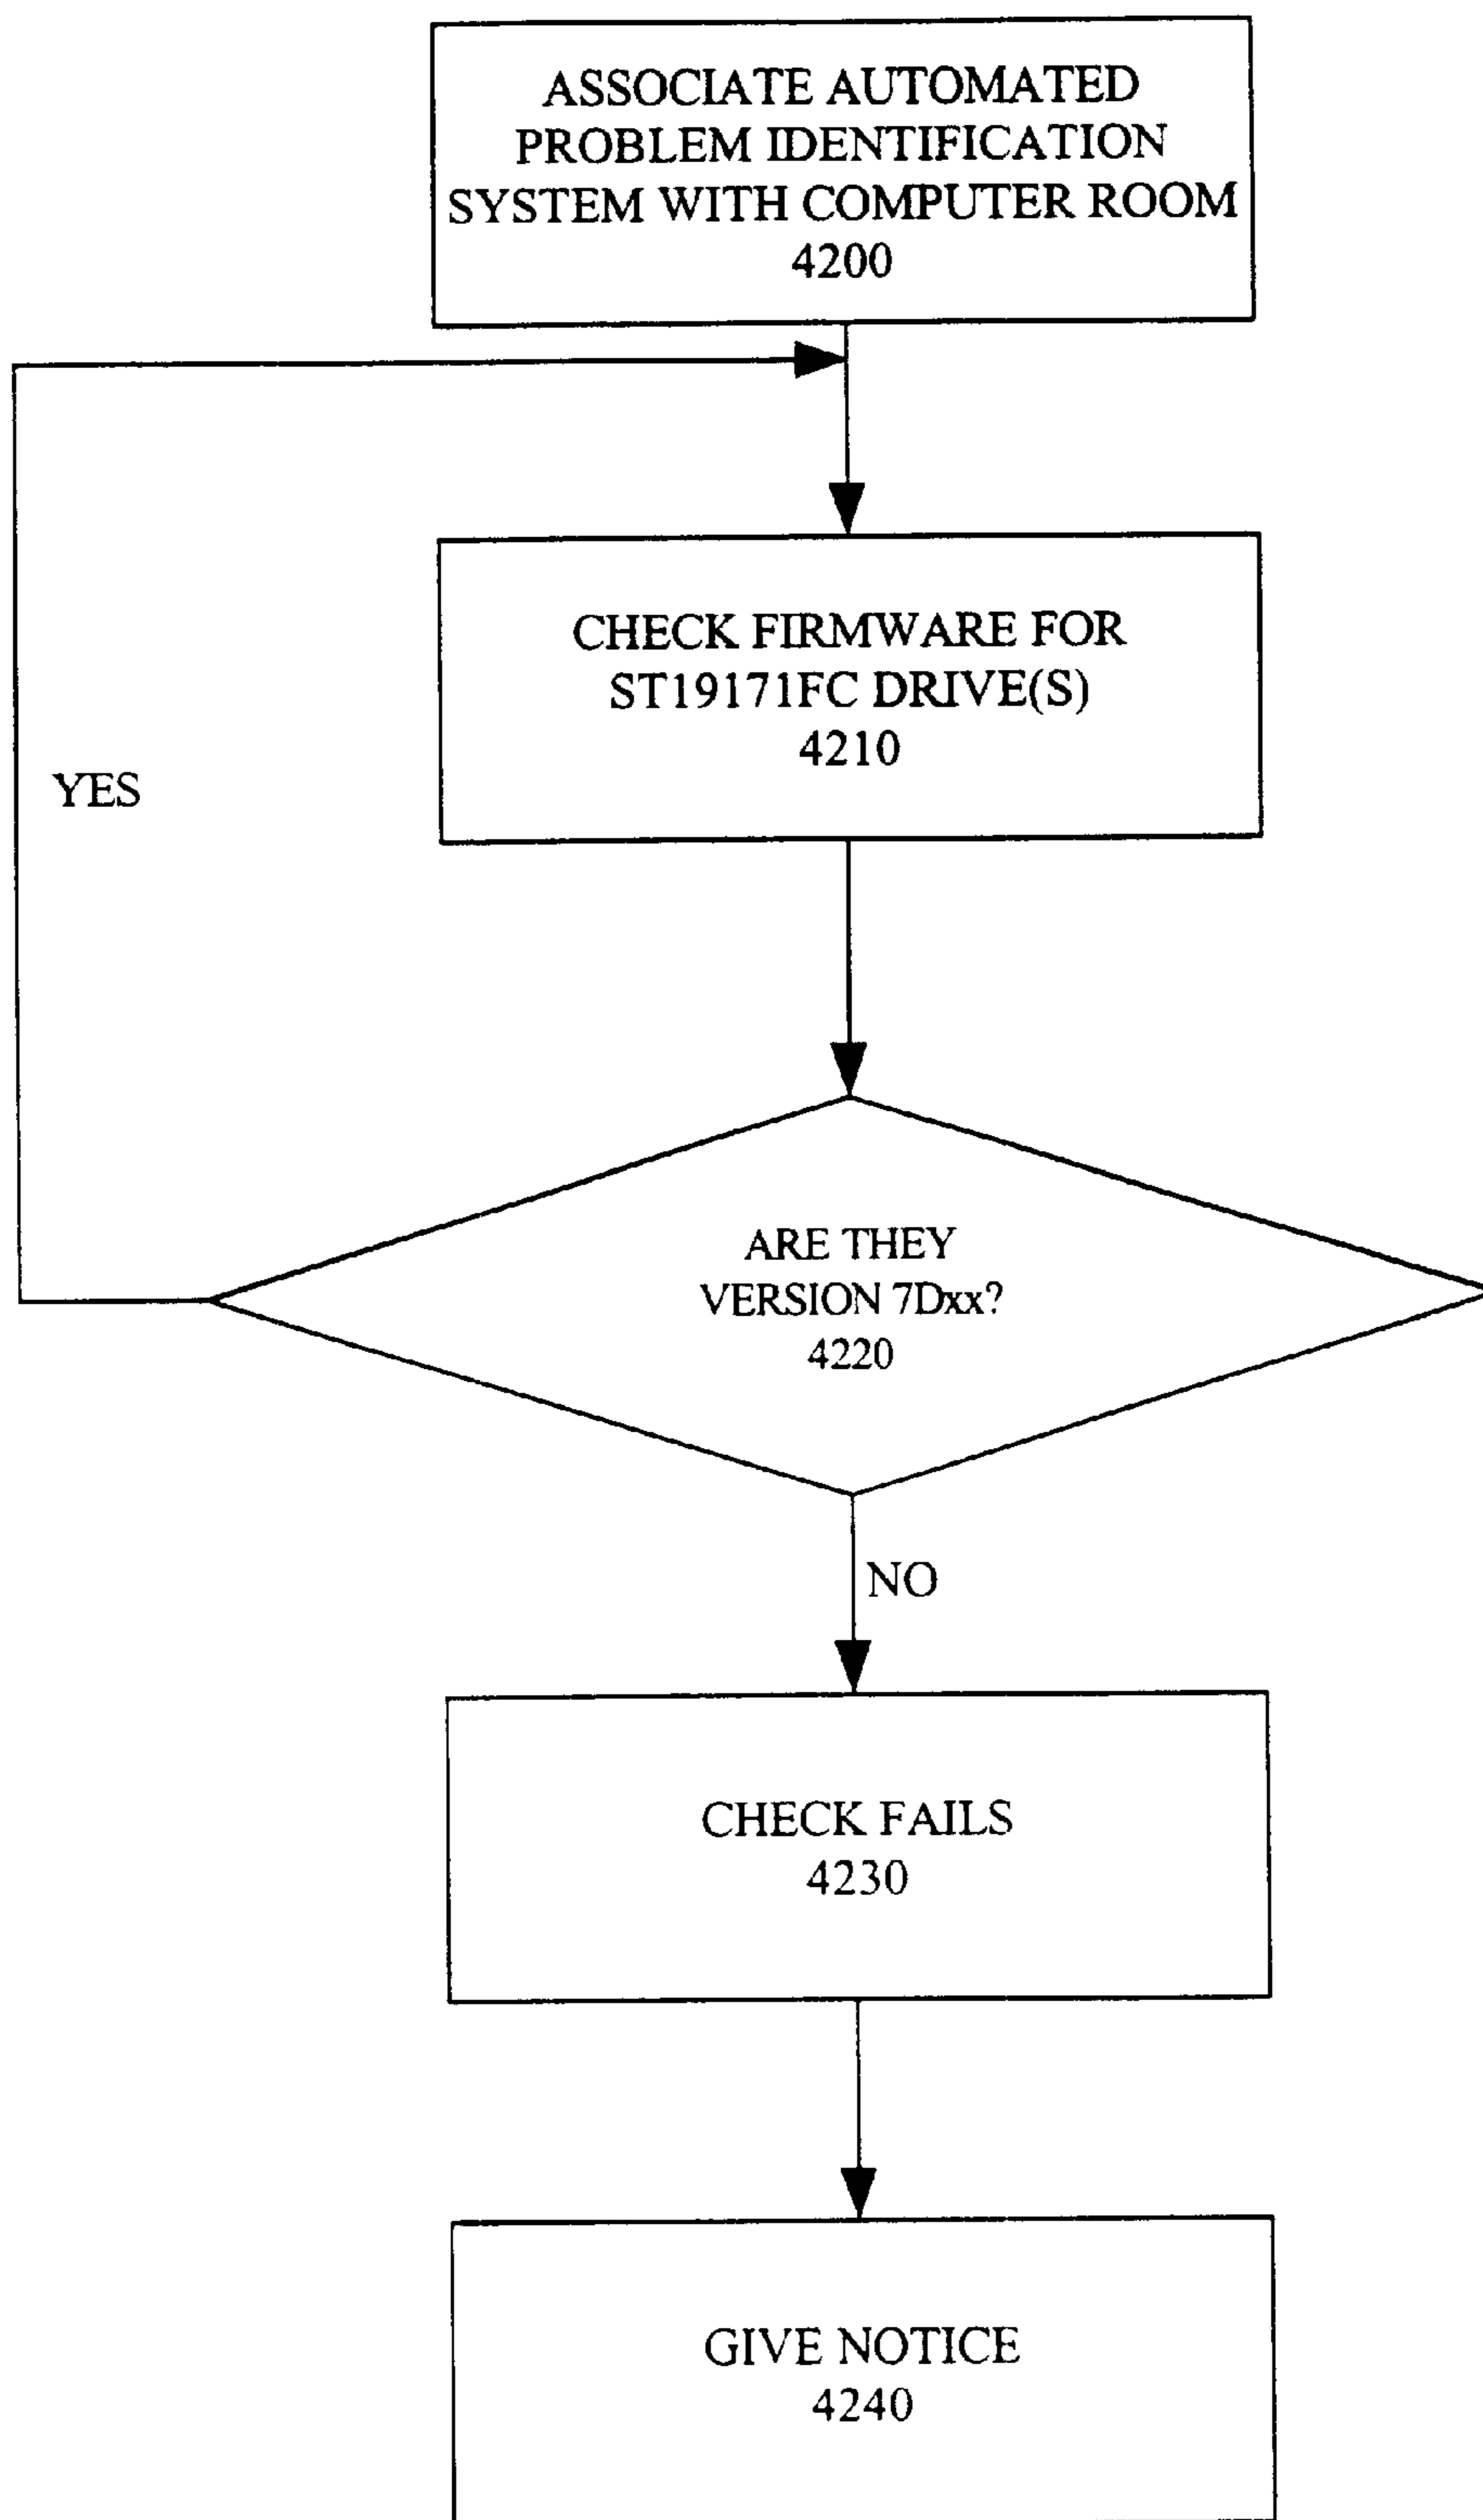 ASSOCIATE AUTOMATED
PROBLEM IDENTIFICATION
SYSTEM WITH COMPUTER ROOM
4200
CHECK FIRMWARE FOR
ST19171FC DRIVE(S)
4210
YES
ARE THEY
VERSION 7Dxx?
4220
NO
CHECK FAILS
4230
GIVE NOTICE
4240